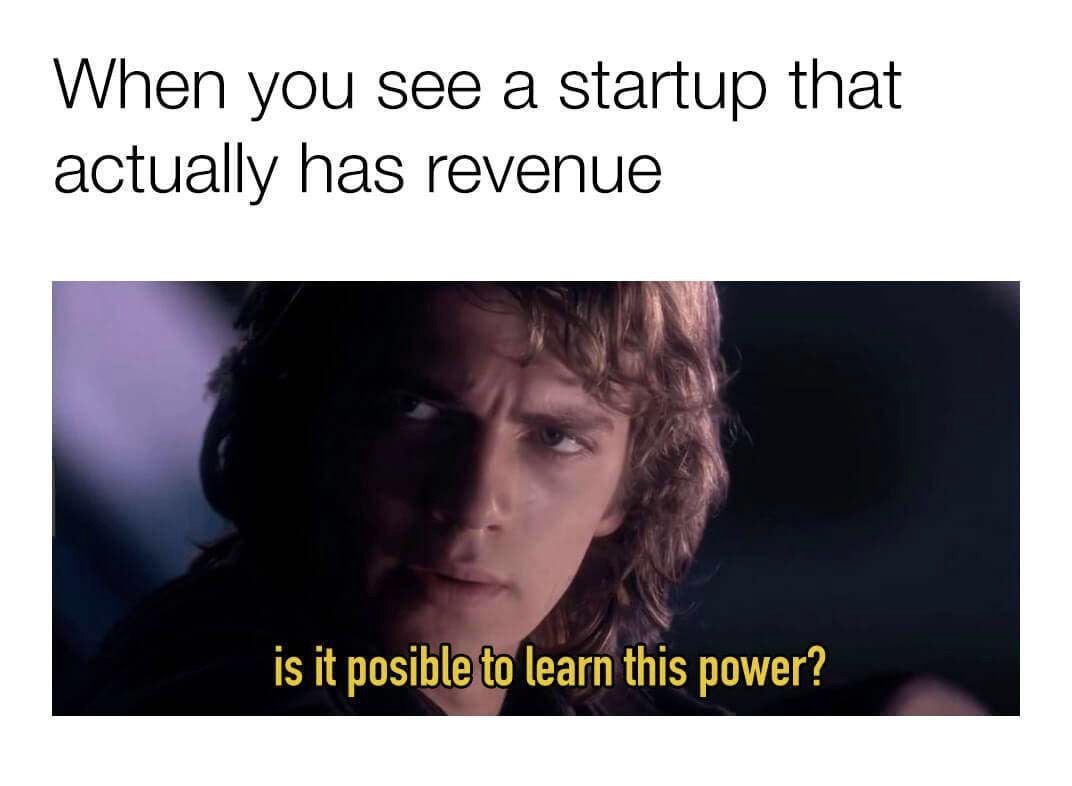 When you see a startup that
actually has revenue
is it posible to learn this power?